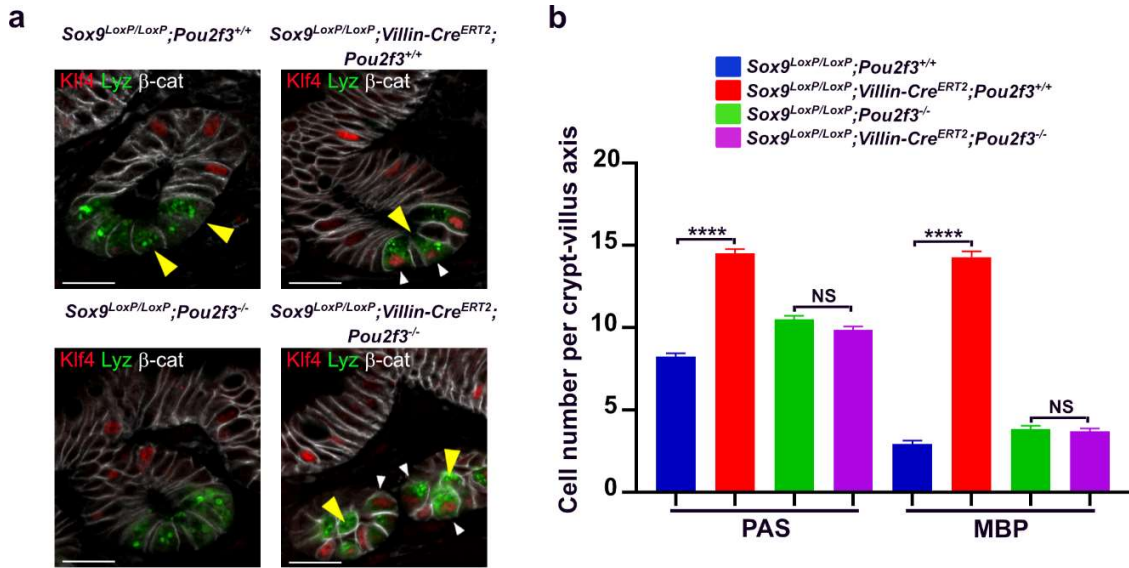 a
Sox9LoxP/LoxP;Pou2f3+/+
Sox9LoxP/LoxP;Villin-CreERT2;
Pou2f3+/+
Klf4 Lyz β-cat
Klf4 Lyz β-cat
Sox9LoxP/LoxP;Pou2f3-/-
Sox9LoxP/LoxP;Villin-CreERT2;
Pou2f3-/-
Klf4 Lyz β-cat
Klf4 Lyz β-cat
b
Sox9LoxP/LoxP;Pou2f3+/+
Sox9LoxP/LoxP;Villin-CreERT2;Pou2f3+/+
Sox9LoxP/LoxP;Pou2f3-/-
Sox9LoxP/LoxP;Villin-CreERT2;Pou2f3-/-
Cell number per crypt-villus axis
20
15
10
5
0
****
NS
****
NS
PAS
MBP